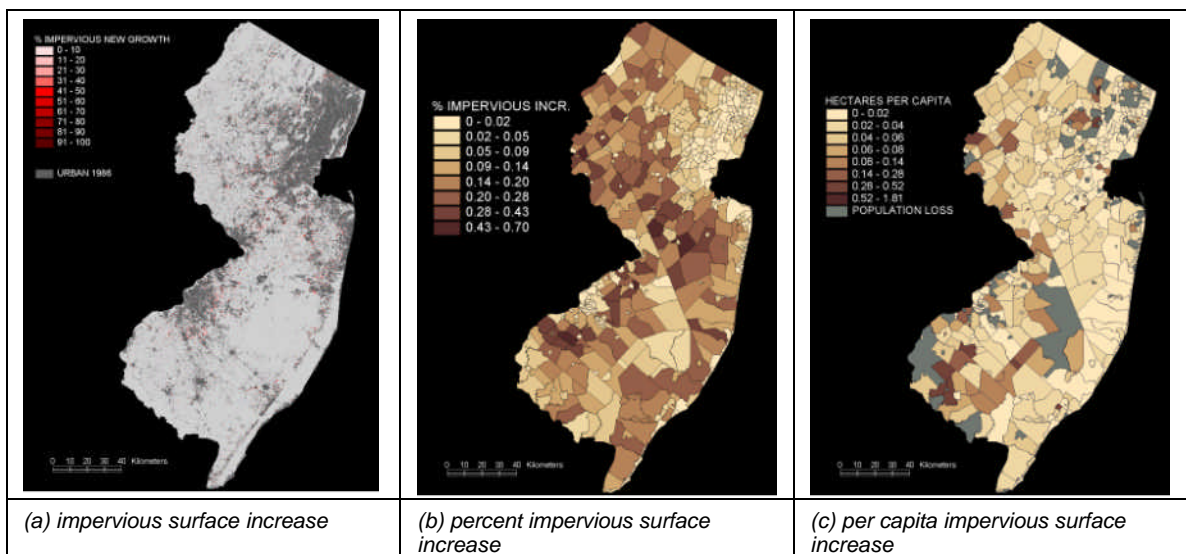 % IMPERVIOUS NEW GROWTH
0 - 10
11 - 20
21 - 30
31 - 40
41 - 50
51 - 60
61 - 70
71 - 80
81 - 90
91 - 100
URBAN 1986
0 10 20 30 40 Kilometers
% IMPERVIOUS INCR.
0 - 0.02
0.02 - 0.05
0.05 - 0.09
0.09 - 0.14
0.14 - 0.20
0.20 - 0.28
0.28 - 0.43
0.43 - 0.70
0 10 20 30 40 Kilometers
HECTARES PER CAPITA
0 - 0.02
0.02 - 0.04
0.04 - 0.06
0.06 - 0.08
0.08 - 0.14
0.14 - 0.28
0.28 - 0.52
0.52 - 1.81
POPULATION LOSS
0 10 20 30 40 Kilometers
(a) impervious surface increase
(b) percent impervious surface
increase
(c) per capita impervious surface
increase